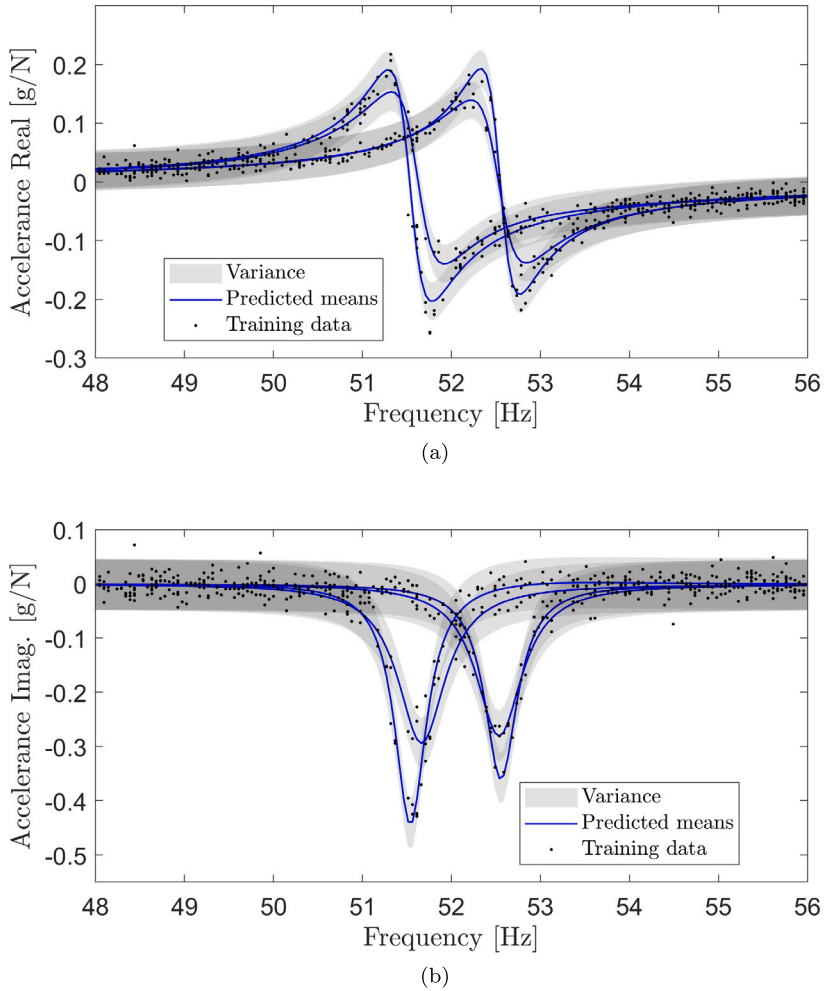 Accelerance Real [g/N]
0.2
0.1
0
-0.1
-0.2
-0.3
Variance
Predicted means
Training data
48 49 50 51 52 53 54 55 56
Frequency [Hz]
(a)
Accelerance Imag. [g/N]
0.1
0
-0.1
-0.2
-0.3
-0.4
-0.5
Variance
Predicted means
Training data
48 49 50 51 52 53 54 55 56
Frequency [Hz]
(b)